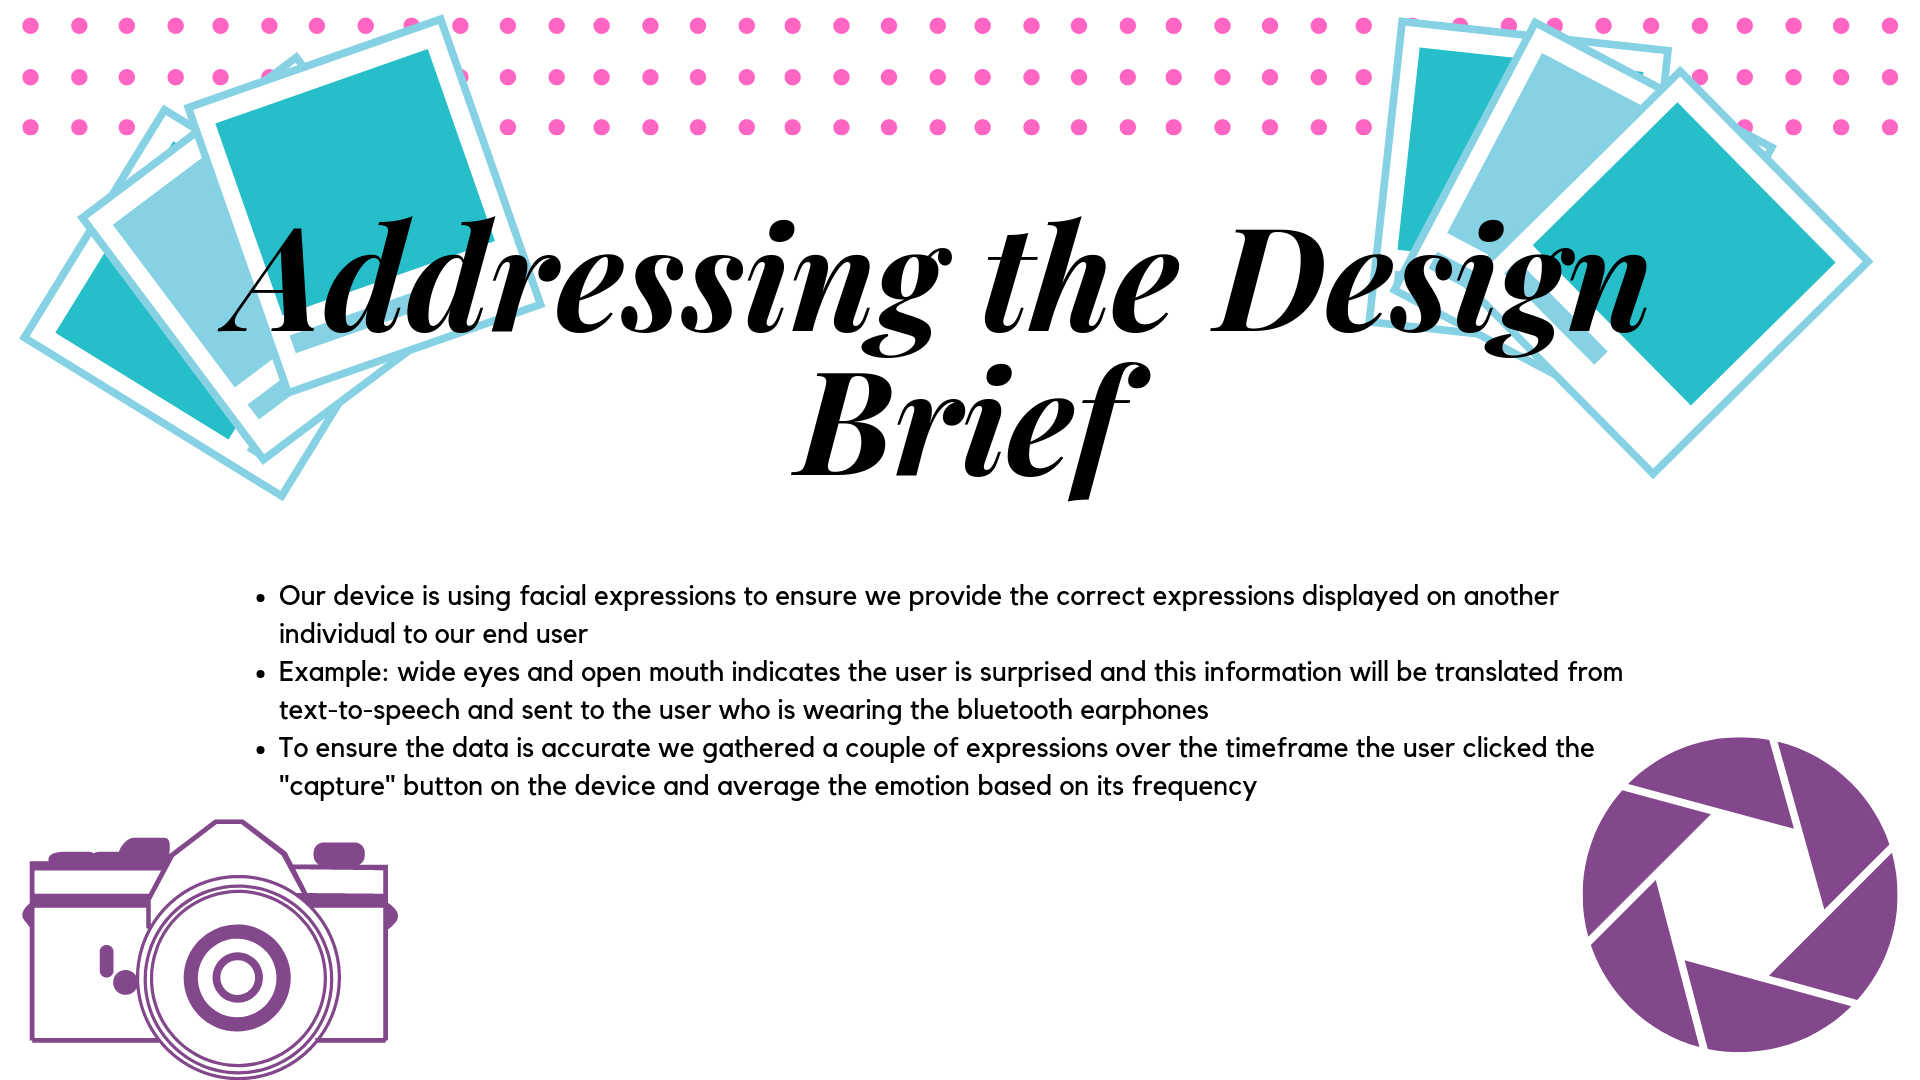 Addressing the Design
Brief
• Our device is using facial expressions to ensure we provide the correct expressions displayed on another
individual to our end user
• Example: wide eyes and open mouth indicates the user is surprised and this information will be translated from
text-to-speech and sent to the user who is wearing the bluetooth earphones
• To ensure the data is accurate we gathered a couple of expressions over the timeframe the user clicked the
"capture" button on the device and average the emotion based on its frequency